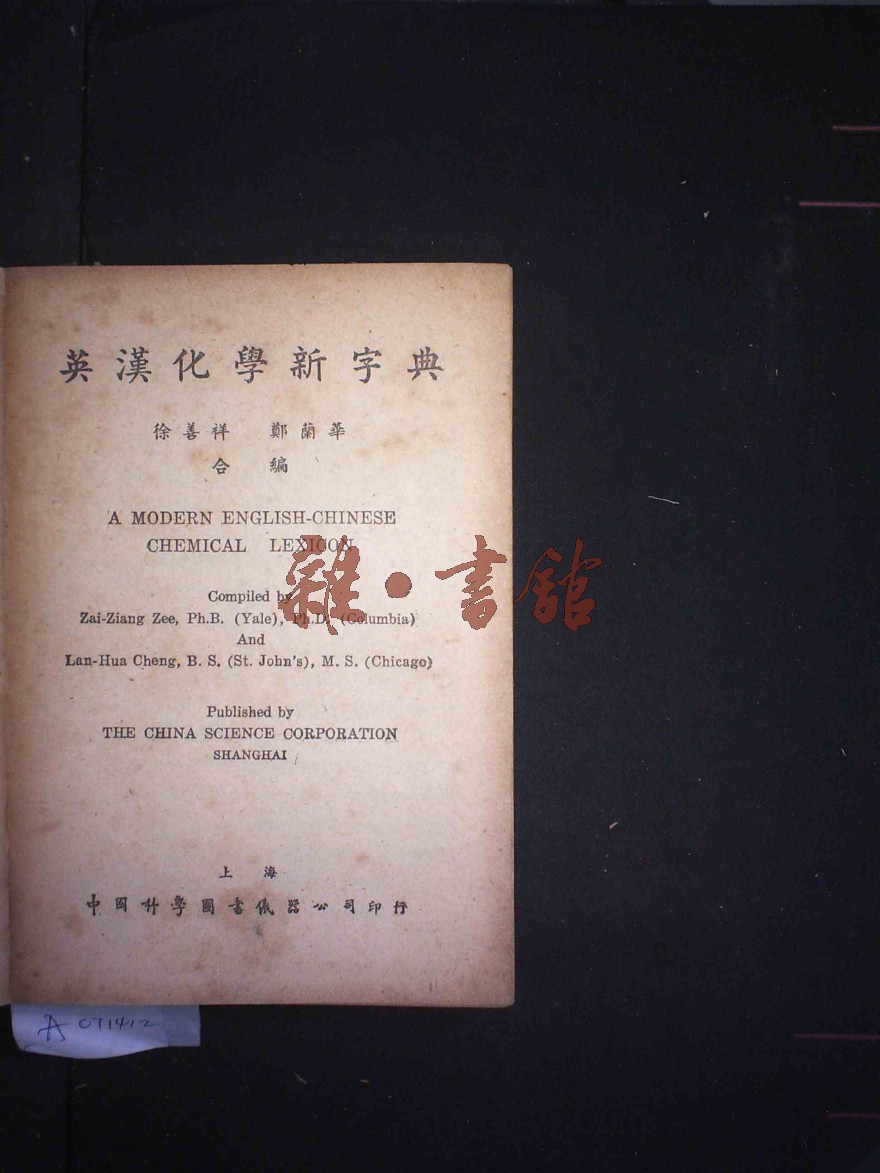 英漢化學新字典
徐善祥 鄭蘭華
合編
A MODERN ENGLISH-CHINESE
CHEMICAL LEXICON
Compiled by
Zai-Ziang Zee, Ph.B. (Yale), Ph.D. (Columbia)
And
Lan-Hua Cheng, B. S. (St. John's), M. S. (Chicago)
Published by
THE CHINA SCIENCE CORPORATION
SHANGHAI
上海
中國科學圖書儀器公司印行
雜·書館
A 071412